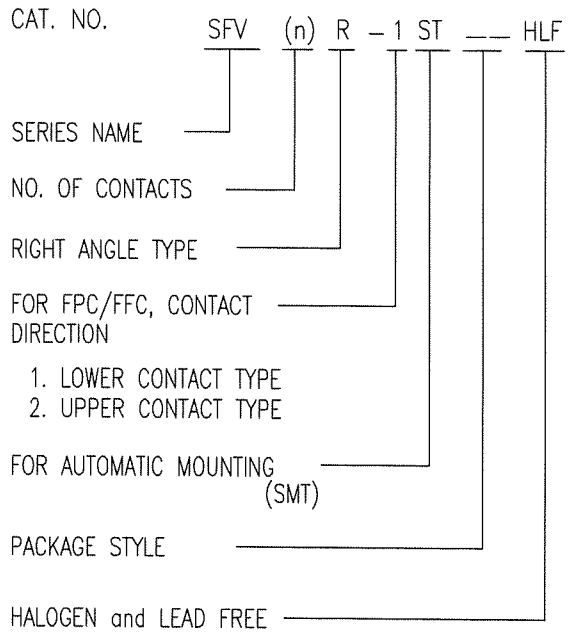 CAT. NO.
SFV (n) R - 1 ST __ HLF
SERIES NAME
NO. OF CONTACTS
RIGHT ANGLE TYPE
FOR FPC/FFC, CONTACT
DIRECTION
1. LOWER CONTACT TYPE
2. UPPER CONTACT TYPE
FOR AUTOMATIC MOUNTING
(SMT)
PACKAGE STYLE
HALOGEN and LEAD FREE